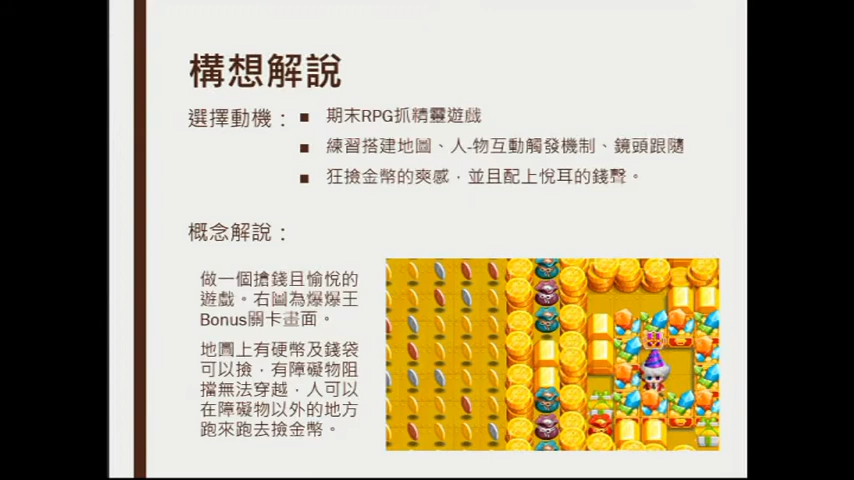 構想解說
選擇動機：
■ 期末RPG抓精靈遊戲
■ 練習搭建地圖、人-物互動觸發機制、鏡頭跟隨
■ 狂撿金幣的爽感，並且配上悅耳的錢聲。
概念解說：
做一個搶錢且愉悅的
遊戲。右圖為爆爆王
Bonus關卡畫面。
地圖上有硬幣及錢袋
可以撿，有障礙物阻
擋無法穿越，人可以
在障礙物以外的地方
跑來跑去撿金幣。